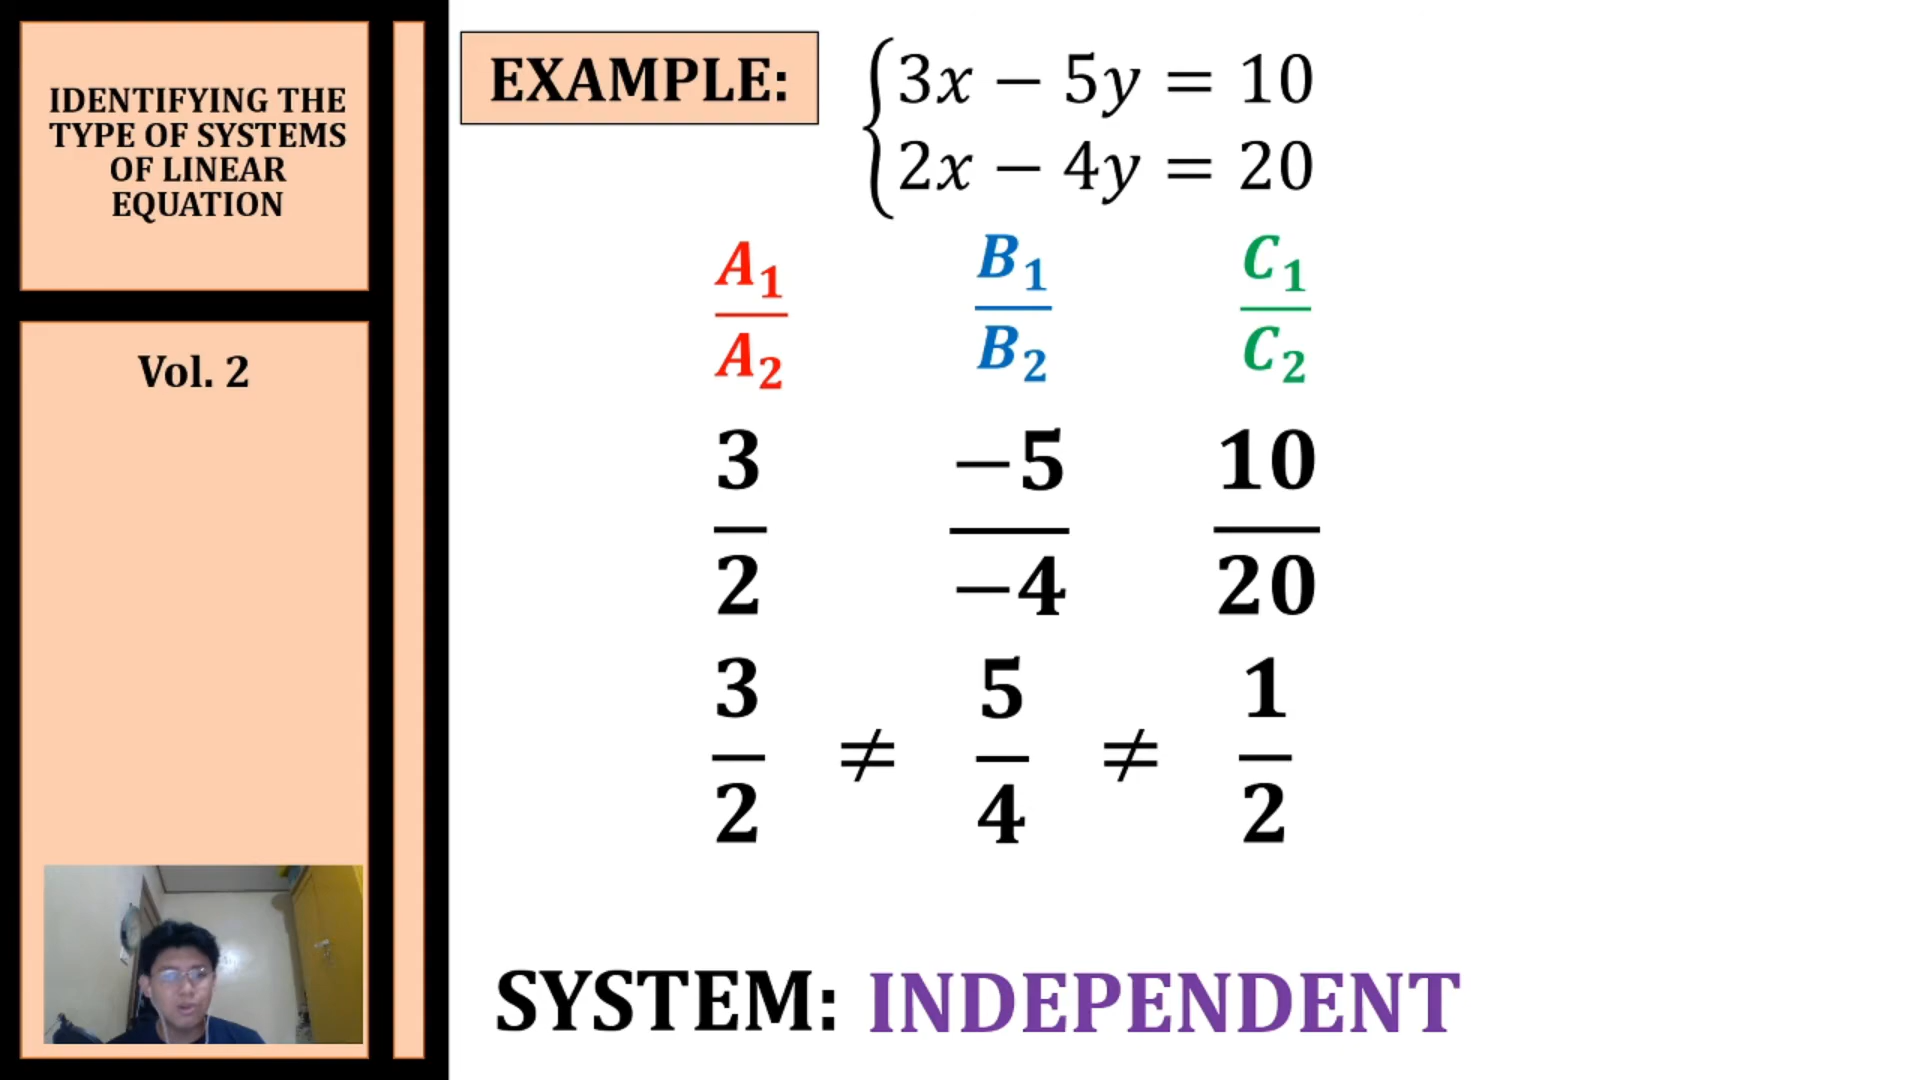 IDENTIFYING THE
TYPE OF SYSTEMS
OF LINEAR
EQUATION
Vol. 2
EXAMPLE:
3x − 5y = 10
2x − 4y = 20
A₁ B₁ C₁
A₂ B₂ C₂
3 −5 10
2 −4 20
3 5 1
≠ ≠
2 4 2
SYSTEM: INDEPENDENT